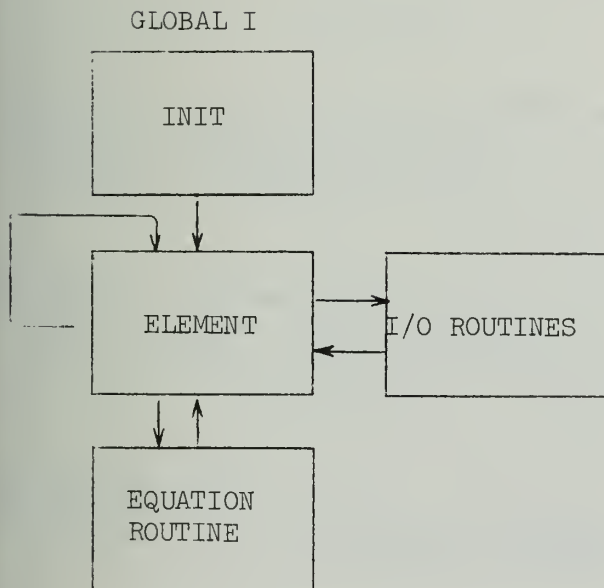 GLOBAL I
INIT
ELEMENT
I/O ROUTINES
EQUATION
ROUTINE